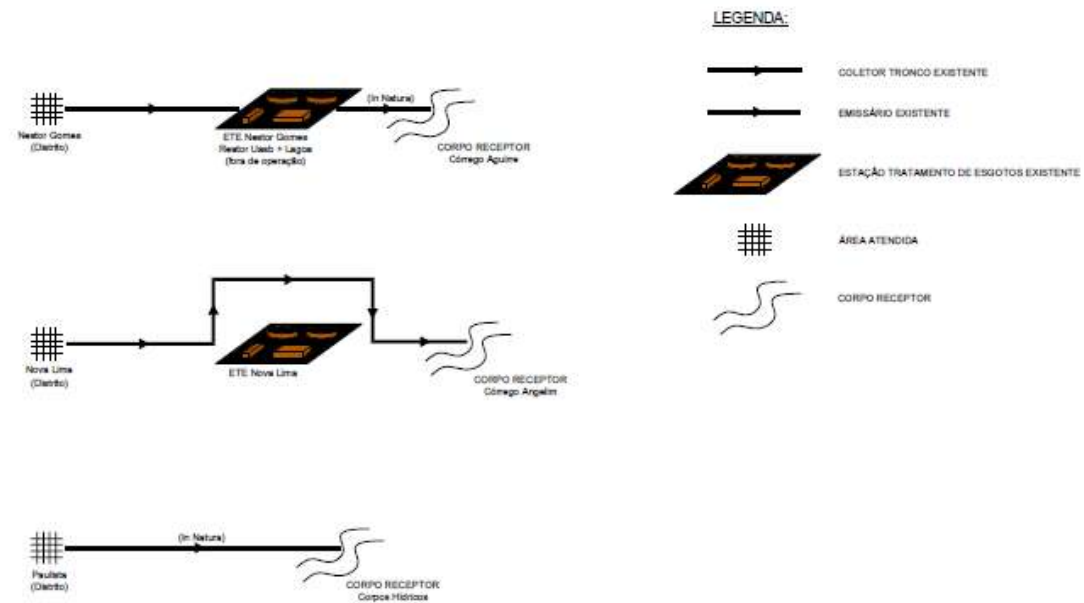 LEGENDA:
COLETOR TRONCO EXISTENTE
EMISSÁRIO EXISTENTE
ESTAÇÃO TRATAMENTO DE ESGOTOS EXISTENTE
ÁREA ATENDIDA
CORPO RECEPTOR
Nestor Gomes
(Distrito)
ETE Nestor Gomes
Reator Uasb + Lagoa
(fora de operação)
(In Natura)
CORPO RECEPTOR
Córrego Aguirre
Nova Lima
(Distrito)
ETE Nova Lima
CORPO RECEPTOR
Córrego Angelim
Paulista
(Distrito)
(In Natura)
CORPO RECEPTOR
Corpos Hídricos